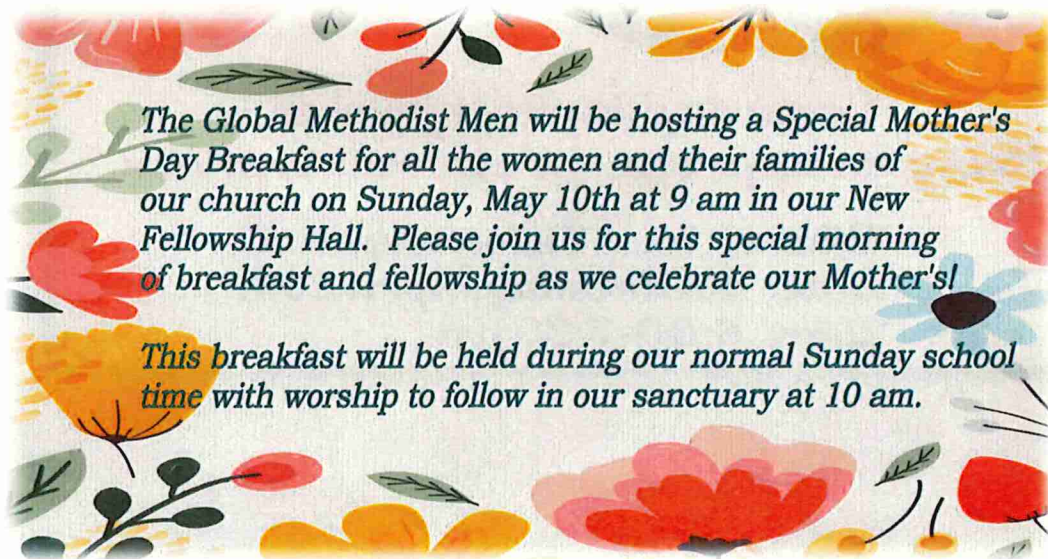 The Global Methodist Men will be hosting a Special Mother's
Day Breakfast for all the women and their families of
our church on Sunday, May 10th at 9 am in our New
Fellowship Hall.  Please join us for this special morning
of breakfast and fellowship as we celebrate our Mother's!
This breakfast will be held during our normal Sunday school
time with worship to follow in our sanctuary at 10 am.